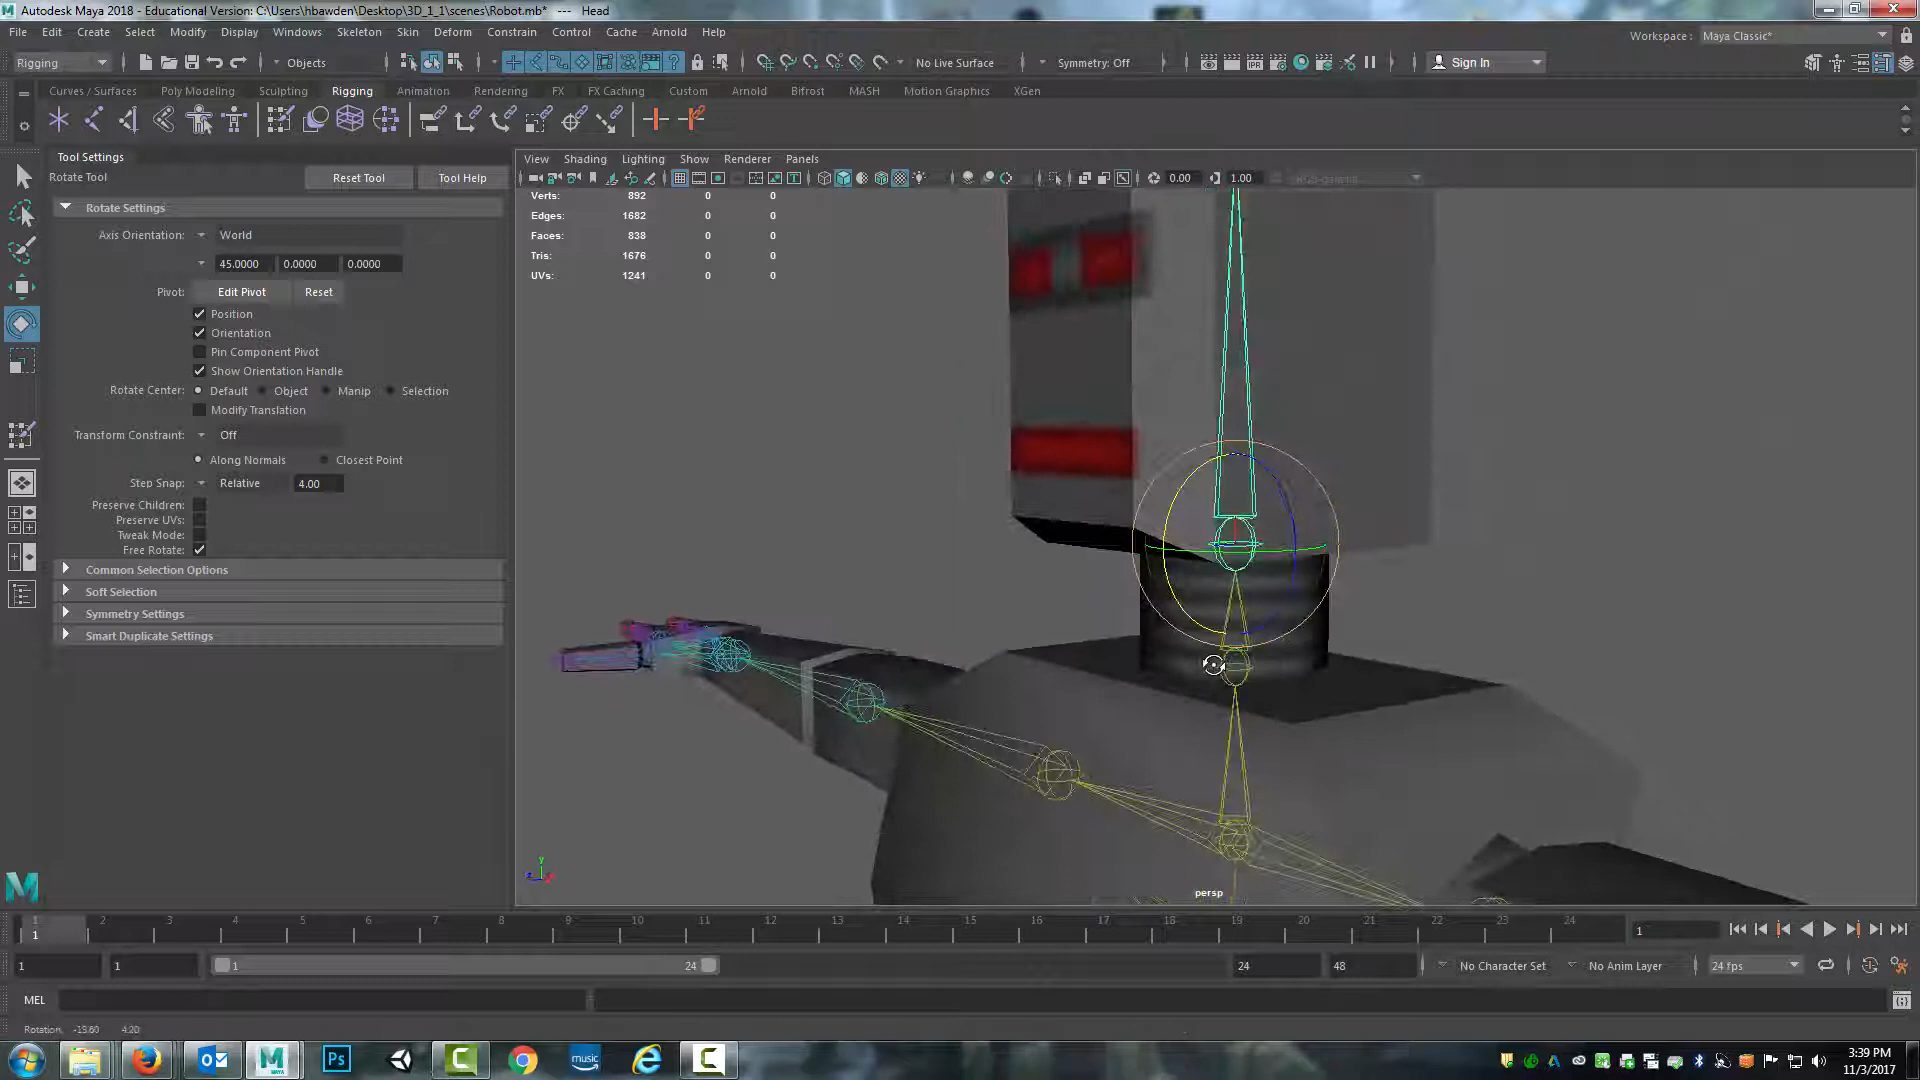 Autodesk Maya 2018 - Educational Version: C:\Users\hbawden\Desktop\3D_1_1\scenes\Robot.mb* --- Head
File Edit Create Select Modify Display Windows Skeleton Skin Deform Constrain Control Cache Arnold Help
Workspace : Maya Classic*
Rigging Objects No Live Surface Symmetry: Off Sign In
Curves / Surfaces Poly Modeling Sculpting Rigging Animation Rendering FX FX Caching Custom Arnold Bifrost MASH Motion Graphics XGen
Tool Settings
Rotate Tool Reset Tool Tool Help
View Shading Lighting Show Renderer Panels
0.00 1.00
Rotate Settings
Verts: 892 0 0
Edges: 1682 0 0
Faces: 838 0 0
Tris: 1676 0 0
UVs: 1241 0 0
Axis Orientation: World
45.0000 0.0000 0.0000
Pivot: Edit Pivot Reset
Position
Orientation
Pin Component Pivot
Show Orientation Handle
Rotate Center: Default Object Manip Selection
Modify Translation
Transform Constraint: Off
Along Normals Closest Point
Step Snap: Relative 4.00
Preserve Children:
Preserve UVs:
Tweak Mode:
Free Rotate:
Common Selection Options
Soft Selection
Symmetry Settings
Smart Duplicate Settings
y
persp
1 2 3 4 5 6 7 8 9 10 11 12 13 14 15 16 17 18 19 20 21 22 23 24
1 1
1 1 1 24 24 48 No Character Set No Anim Layer 24 fps
MEL
Rotation. -15.60 4.20
Ps music
3:39 PM
11/3/2017